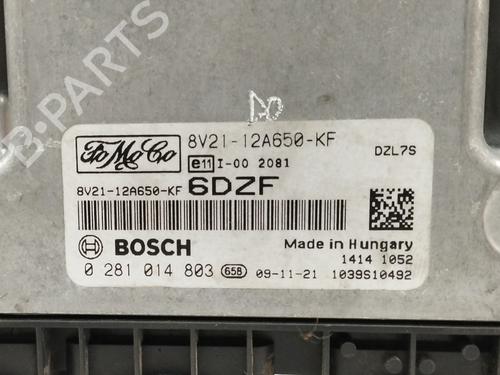 B-PARTS
FoMoCo
8V21-12A650-KF
DZL7S
e11 I-00 2081
8V21-12A650-KF 6DZF
BOSCH
Made in Hungary
1414 1052
0 281 014 803 658 09-11-21 1039S10492